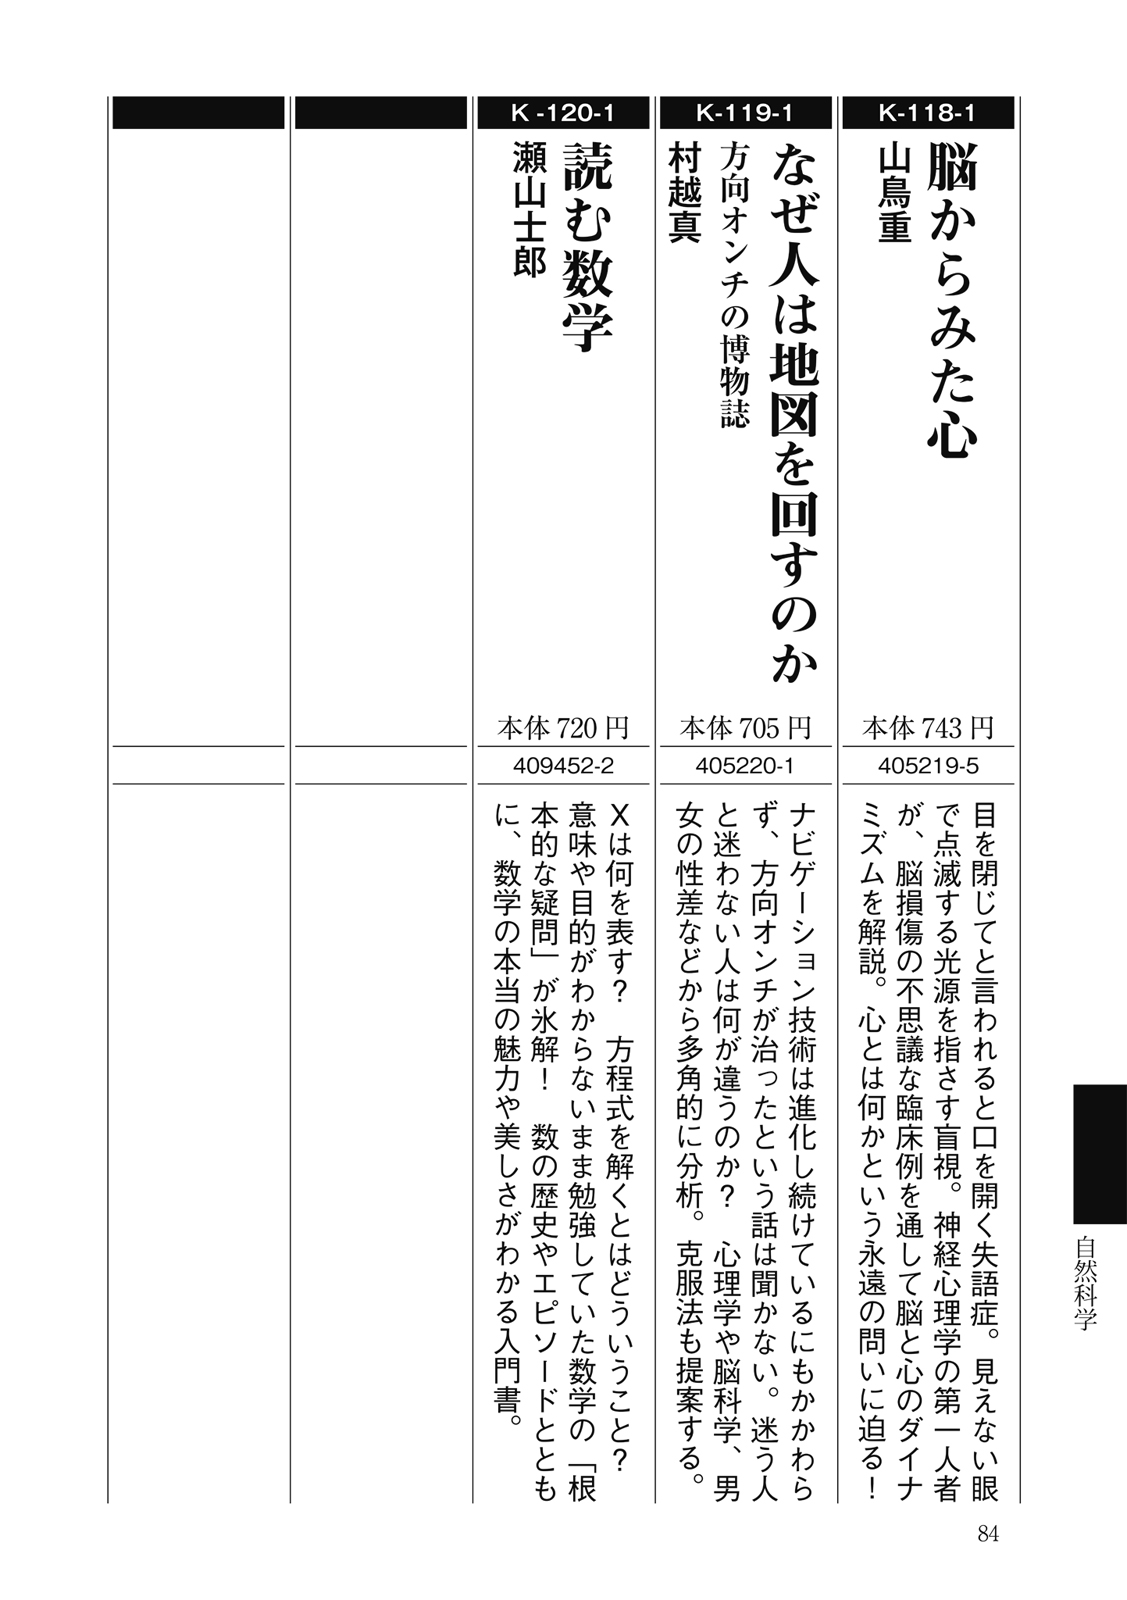 K-118-1
脳からみた心
山鳥重
本体 743 円
405219-5
目を閉じてと言われると口を開く失語症。見えない眼
で点滅する光源を指さす盲視。神経心理学の第一人者
が、脳損傷の不思議な臨床例を通して脳と心のダイナ
ミズムを解説。心とは何かという永遠の問いに迫る！
K-119-1
なぜ人は地図を回すのか
方向オンチの博物誌
村越真
本体 705 円
405220-1
ナビゲーション技術は進化し続けているにもかかわら
ず、方向オンチが治ったという話は聞かない。迷う人
と迷わない人は何が違うのか？　心理学や脳科学、男
女の性差などから多角的に分析。克服法も提案する。
K -120-1
読む数学
瀬山士郎
本体 720 円
409452-2
Xは何を表す？　方程式を解くとはどういうこと？
意味や目的がわからないまま勉強していた数学の「根
本的な疑問」が氷解！　数の歴史やエピソードととも
に、数学の本当の魅力や美しさがわかる入門書。
自然科学
84